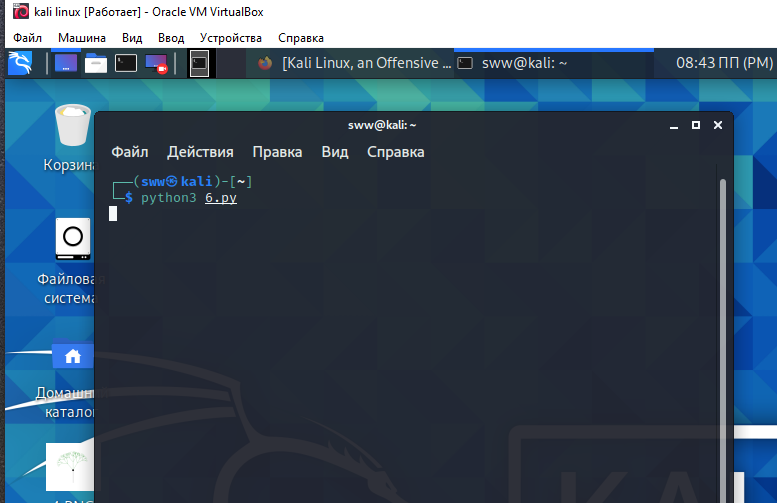 kali linux [Работает] - Oracle VM VirtualBox
Файл Машина Вид Ввод Устройства Справка
[Kali Linux, an Offensive ... sww@kali: ~ 08:43 ПП (PM)
sww@kali: ~
Файл Действия Правка Вид Справка
Корзина
┌──(sww㉿kali)-[~]
└─$ python3 6.py
Файловая
система
Домашний
каталог
KA